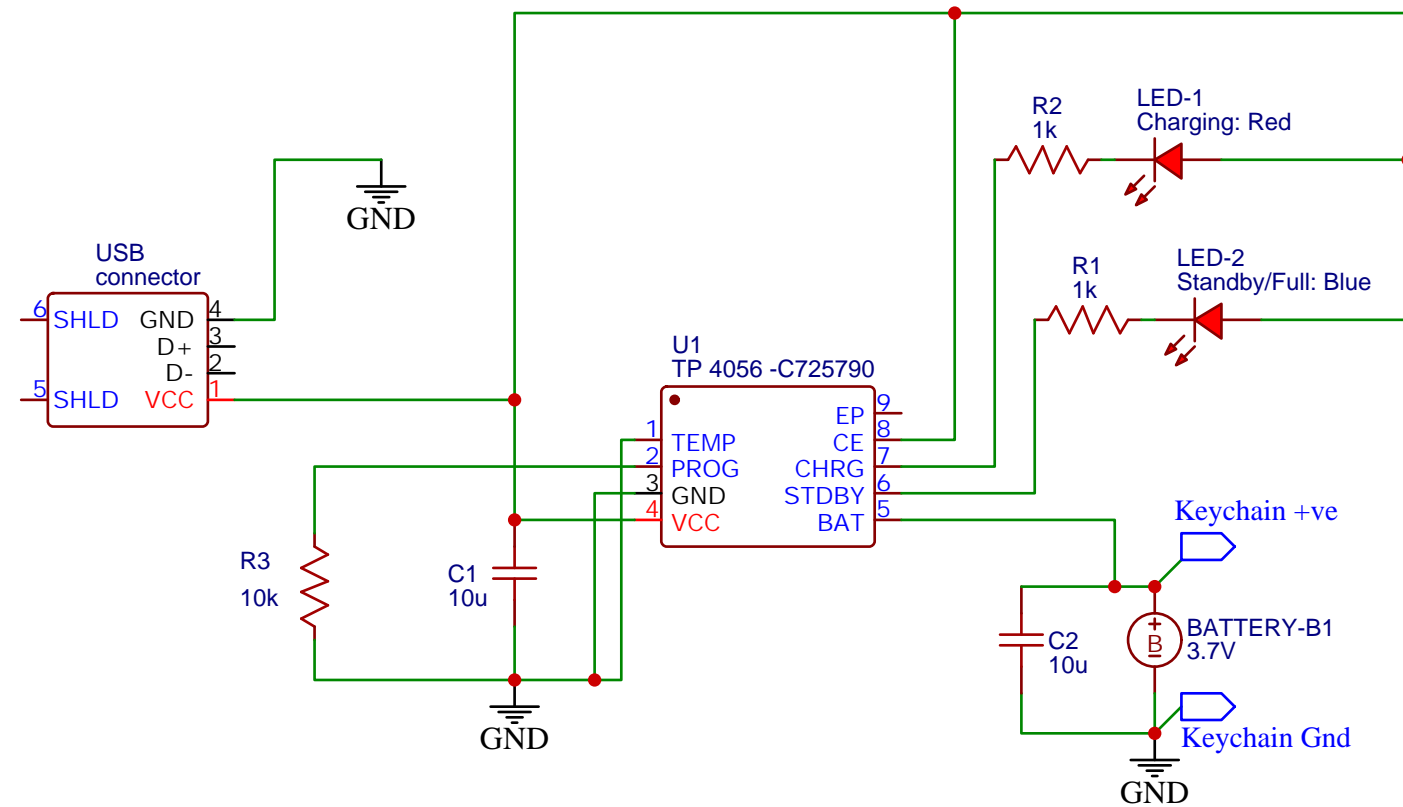 R2
1k
LED-1
Charging: Red
GND
USB
connector
6 SHLD GND 4
D+ 3
D- 2
5 SHLD VCC 1
R1
1k
LED-2
Standby/Full: Blue
U1
TP 4056 -C725790
EP 9
1 TEMP CE 8
2 PROG CHRG 7
3 GND STDBY 6
4 VCC BAT 5
Keychain +ve
R3
10k
C1
10u
C2
10u
+
B
BATTERY-B1
3.7V
GND
Keychain Gnd
GND